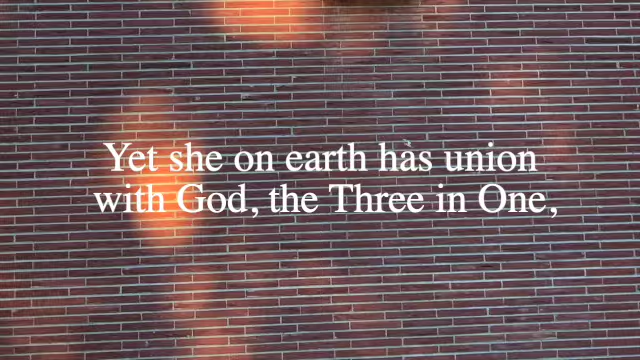 Yet she on earth has union
with God, the Three in One,